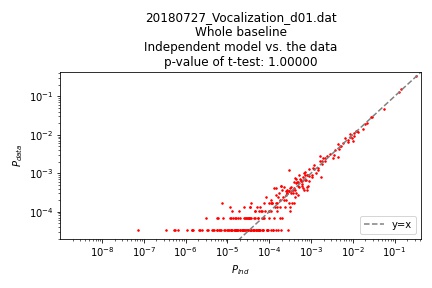 20180727_Vocalization_d01.dat
Whole baseline
Independent model vs. the data
p-value of t-test: 1.00000
P_data
10^-1
10^-2
10^-3
10^-4
y=x
10^-8 10^-7 10^-6 10^-5 10^-4 10^-3 10^-2 10^-1
P_ind